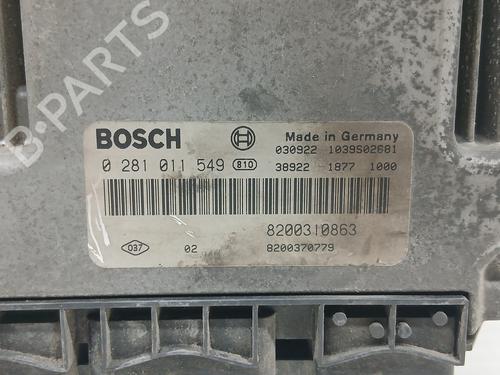 B-PARTS
BOSCH
Made in Germany
030922 1039S02681
0 281 011 549 810
38922 1877 1000
8200310863
037 02 8200370779